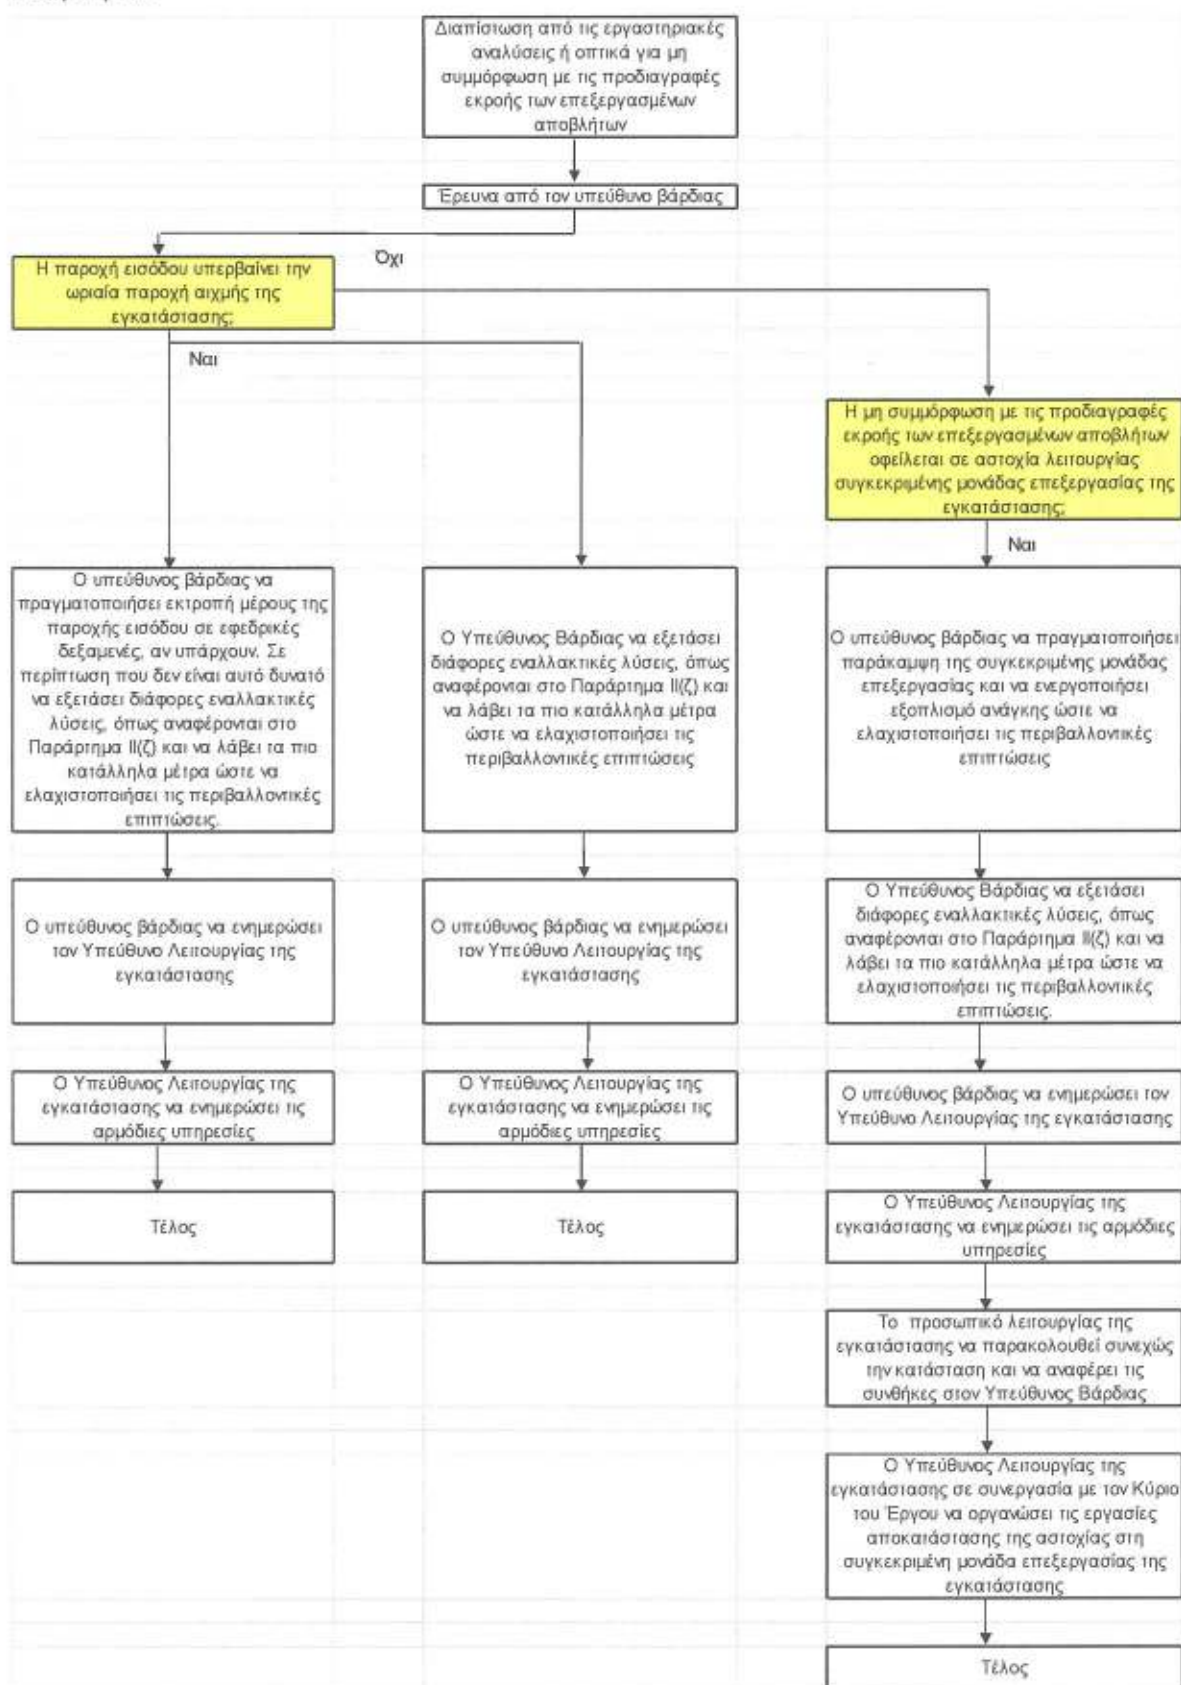 Διαπίστωση από τις εργαστηριακές
αναλύσεις ή οπτικά για μη
συμμόρφωση με τις προδιαγραφές
εκροής των επεξεργασμένων
αποβλήτων
Έρευνα από τον υπεύθυνο βάρδιας
Όχι
Η παροχή εισόδου υπερβαίνει την
ωριαία παροχή αιχμής της
εγκατάστασης;
Ναι
Η μη συμμόρφωση με τις προδιαγραφές
εκροής των επεξεργασμένων αποβλήτων
οφείλεται σε αστοχία λειτουργίας
συγκεκριμένης μονάδας επεξεργασίας της
εγκατάστασης;
Ναι
Ο υπεύθυνος βάρδιας να
πραγματοποιήσει εκτροπή μέρους της
παροχής εισόδου σε εφεδρικές
δεξαμενές, αν υπάρχουν. Σε
περίπτωση που δεν είναι αυτό δυνατό
να εξετάσει διάφορες εναλλακτικές
λύσεις, όπως αναφέρονται στο
Παράρτημα ΙΙ(ζ) και να λάβει τα πιο
κατάλληλα μέτρα ώστε να
ελαχιστοποιήσει τις περιβαλλοντικές
επιπτώσεις.
Ο Υπεύθυνος Βάρδιας να εξετάσει
διάφορες εναλλακτικές λύσεις, όπως
αναφέρονται στο Παράρτημα ΙΙ(ζ) και
να λάβει τα πιο κατάλληλα μέτρα
ώστε να ελαχιστοποιήσει τις
περιβαλλοντικές επιπτώσεις
Ο υπεύθυνος βάρδιας να πραγματοποιήσει
παράκαμψη της συγκεκριμένης μονάδας
επεξεργασίας και να ενεργοποιήσει
εξοπλισμό ανάγκης ώστε να
ελαχιστοποιήσει τις περιβαλλοντικές
επιπτώσεις
Ο υπεύθυνος βάρδιας να ενημερώσει
τον Υπεύθυνο Λειτουργίας της
εγκατάστασης
Ο υπεύθυνος βάρδιας να ενημερώσει
τον Υπεύθυνο Λειτουργίας της
εγκατάστασης
Ο Υπεύθυνος Βάρδιας να εξετάσει
διάφορες εναλλακτικές λύσεις, όπως
αναφέρονται στο Παράρτημα ΙΙ(ζ) και να
λάβει τα πιο κατάλληλα μέτρα ώστε να
ελαχιστοποιήσει τις περιβαλλοντικές
επιπτώσεις.
Ο Υπεύθυνος Λειτουργίας της
εγκατάστασης να ενημερώσει τις
αρμόδιες υπηρεσίες
Ο Υπεύθυνος Λειτουργίας της
εγκατάστασης να ενημερώσει τις
αρμόδιες υπηρεσίες
Ο υπεύθυνος βάρδιας να ενημερώσει τον
Υπεύθυνο Λειτουργίας της εγκατάστασης
Τέλος
Τέλος
Ο Υπεύθυνος Λειτουργίας της
εγκατάστασης να ενημερώσει τις αρμόδιες
υπηρεσίες
Το προσωπικό λειτουργίας της
εγκατάστασης να παρακολουθεί συνεχώς
την κατάσταση και να αναφέρει τις
συνθήκες στον Υπεύθυνος Βάρδιας
Ο Υπεύθυνος Λειτουργίας της
εγκατάστασης σε συνεργασία με τον Κύριο
του Έργου να οργανώσει τις εργασίες
αποκατάστασης της αστοχίας στη
συγκεκριμένη μονάδα επεξεργασίας της
εγκατάστασης
Τέλος